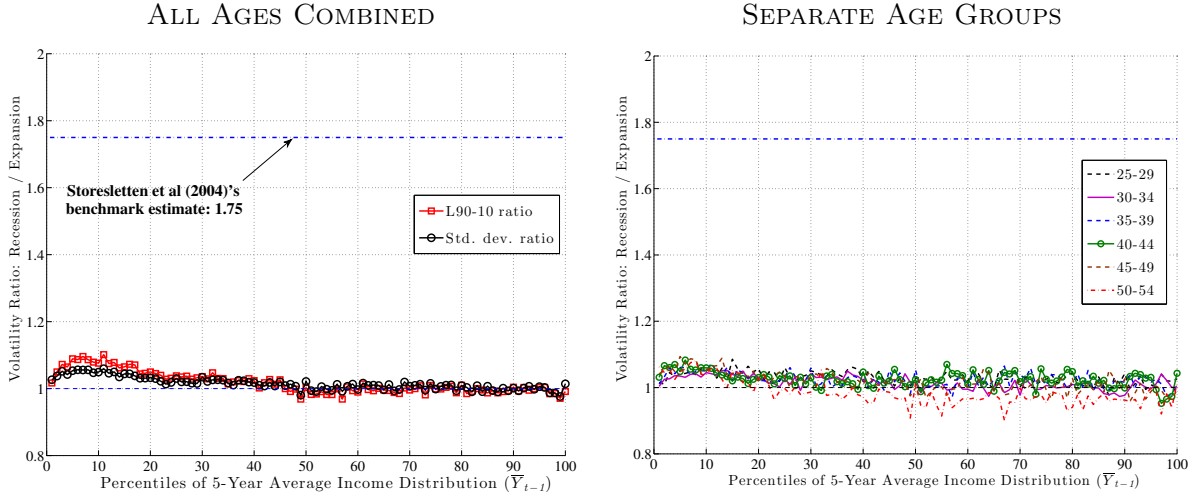 ALL AGES COMBINED
Volatility Ratio: Recession / Expansion
2
1.8
1.6
1.4
1.2
1
0.8
Storesletten et al (2004)'s
benchmark estimate: 1.75
L90-10 ratio
Std. dev. ratio
0 10 20 30 40 50 60 70 80 90 100
Percentiles of 5-Year Average Income Distribution (Y̅t−1)
SEPARATE AGE GROUPS
Volatility Ratio: Recession / Expansion
2
1.8
1.6
1.4
1.2
1
0.8
25-29
30-34
35-39
40-44
45-49
50-54
0 10 20 30 40 50 60 70 80 90 100
Percentiles of 5-Year Average Income Distribution (Y̅t−1)